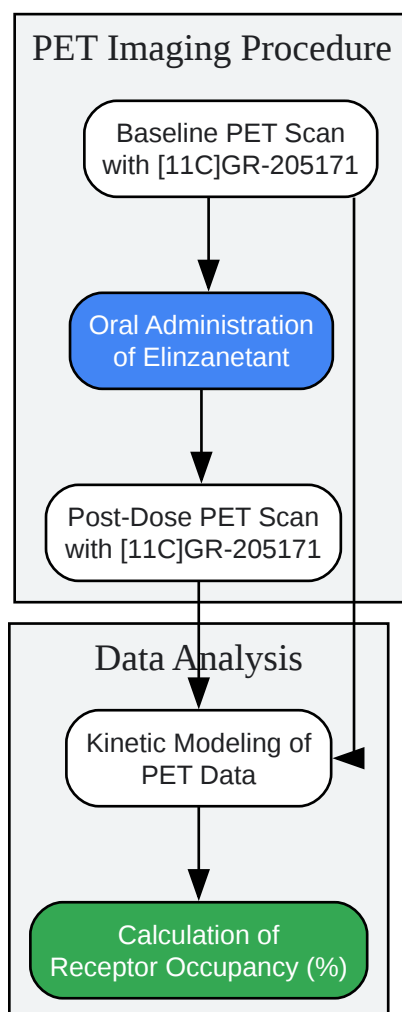 PET Imaging Procedure
Baseline PET Scan
with [11C]GR-205171
Oral Administration
of Elinzanetant
Post-Dose PET Scan
with [11C]GR-205171
Data Analysis
Kinetic Modeling of
PET Data
Calculation of
Receptor Occupancy (%)